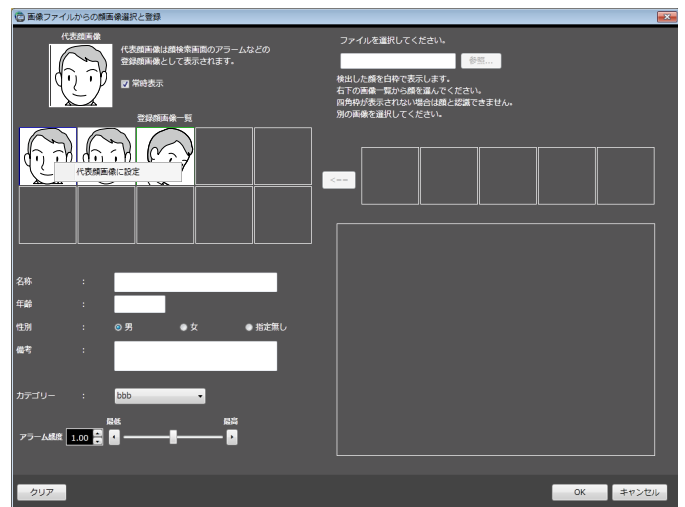 画像ファイルからの顔画像選択と登録
代表顔画像
代表顔画像は顔検索画面のアラームなどの
登録顔画像として表示されます。
常時表示
登録顔画像一覧
代表顔画像に設定
名称 :
年齢 :
性別 : 男 女 指定無し
備考 :
カテゴリー : bbb
最低 最高
アラーム感度 1.00
クリア
ファイルを選択してください。
参照...
検出した顔を白枠で表示します。
右下の画像一覧から顔を選んでください。
四角枠が表示されない場合は顔と認識できません。
別の画像を選択してください。
<--
OK キャンセル